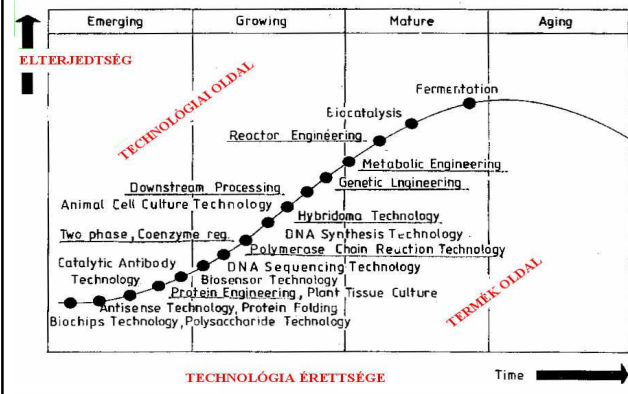 Emerging Growing Mature Aging
ELTERJEDTSÉG
TECHNOLÓGIAI OLDAL
Fermentation
Biocatalysis
Reactor Engineering
Metabolic Engineering
Downstream Processing
Genetic Engineering
Animal Cell Culture Technology
Hybridoma Technology
Two phase, Coenzyme reg.
DNA Synthesis Technology
Polymerase Chain Reaction Technology
Catalytic Antibody
Technology
DNA Sequencing Technology
Biosensor Technology
Protein Engineering, Plant Tissue Culture
Antisense Technology, Protein Folding
Biochips Technology, Polysaccharide Technology
TERMÉK OLDAL
TECHNOLÓGIA ÉRETTSÉGE
Time